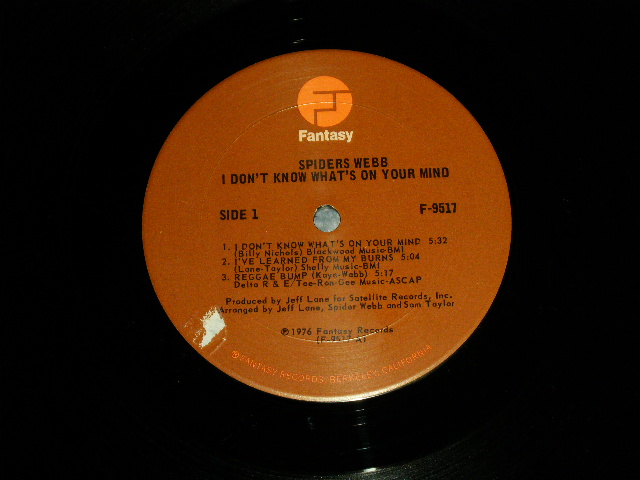 Fantasy
SPIDERS WEBB
I DON'T KNOW WHAT'S ON YOUR MIND
SIDE 1
F-9517
1. I DON'T KNOW WHAT'S ON YOUR MIND 5:32
(Billy Nichols) Blackwood Music-BMI
2. I'VE LEARNED FROM MY BURNS 5:04
(Lane-Taylor) Shelly Music-BMI
3. REGGAE BUMP (Kayn-Webb) 5:17
Delta R & E/Tee-Ron-Gee Music-ASCAP
Produced by Jeff Lane for Satellite Records, Inc.
Arranged by Jeff Lane, Spider Webb and Sam Taylor
℗ 1976 Fantasy Records
(F-9517-A)
®FANTASY RECORDS, BERKELEY, CALIFORNIA